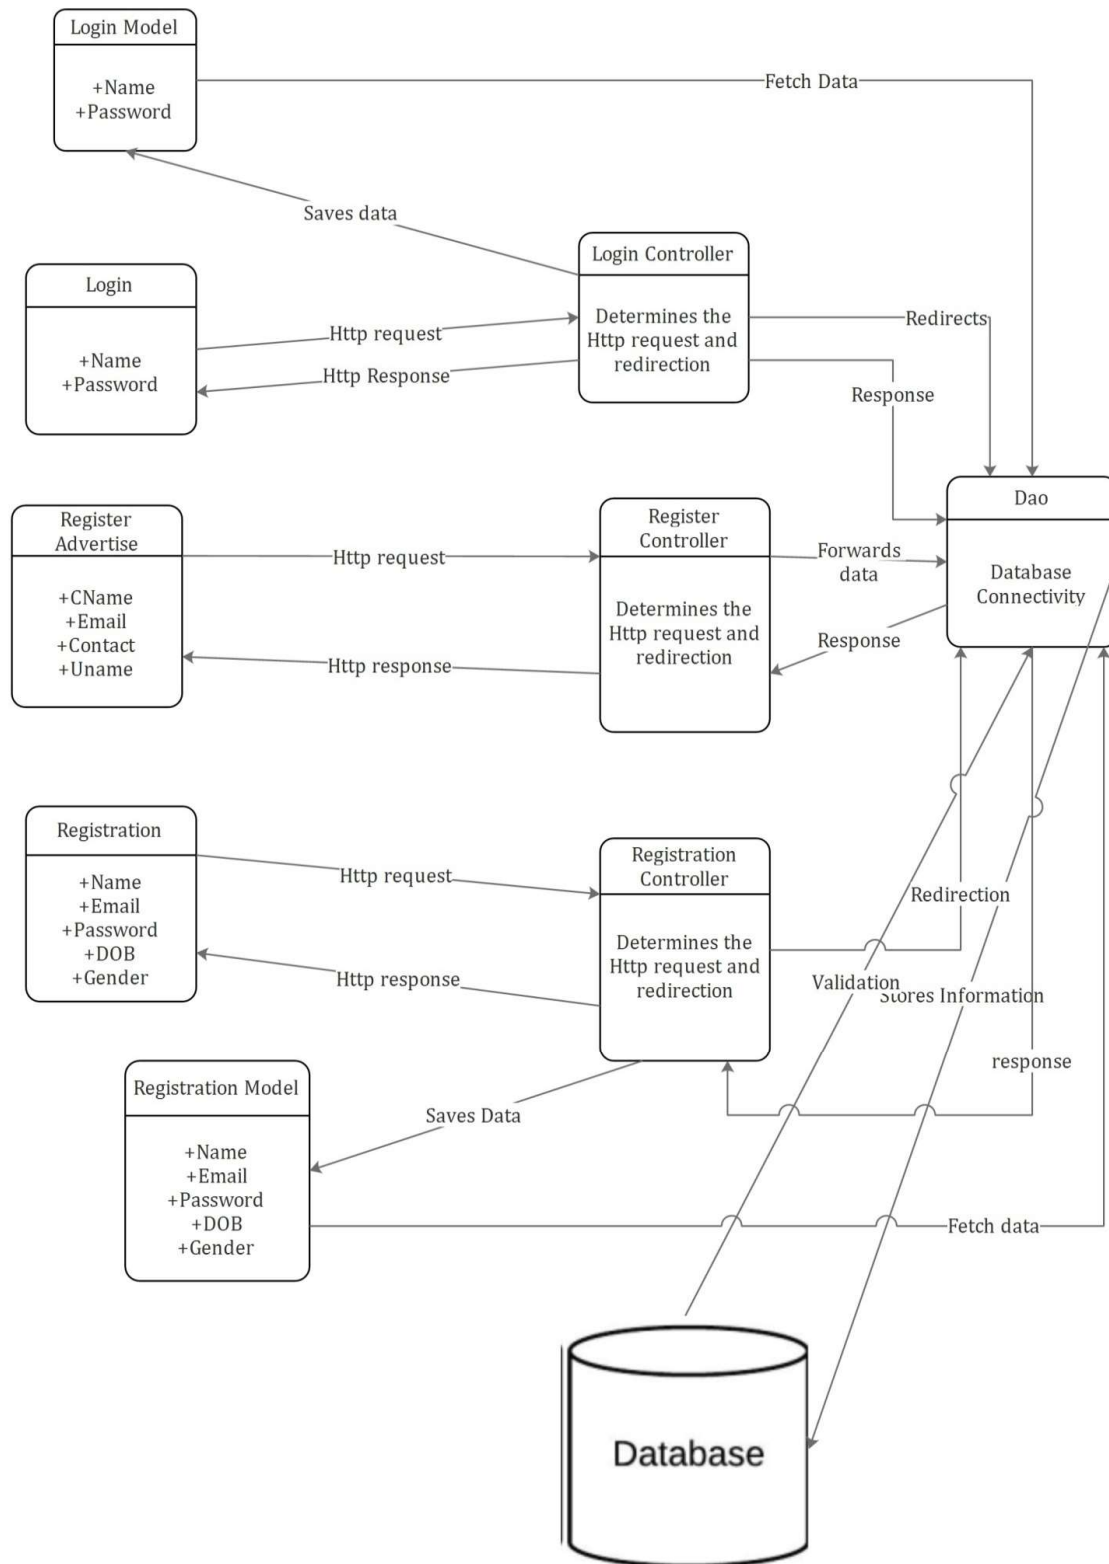 Login Model
+Name
+Password
Fetch Data
Saves data
Login Controller
Determines the
Http request and
redirection
Login
+Name
+Password
Http request
Http Response
Redirects
Response
Dao
Database
Connectivity
Register
Advertise
+CName
+Email
+Contact
+Uname
Http request
Http response
Register
Controller
Determines the
Http request and
redirection
Forwards
data
Response
Registration
+Name
+Email
+Password
+DOB
+Gender
Http request
Http response
Registration
Controller
Determines the
Http request and
redirection
Redirection
Validation
Stores Information
response
Registration Model
+Name
+Email
+Password
+DOB
+Gender
Saves Data
Fetch data
Database